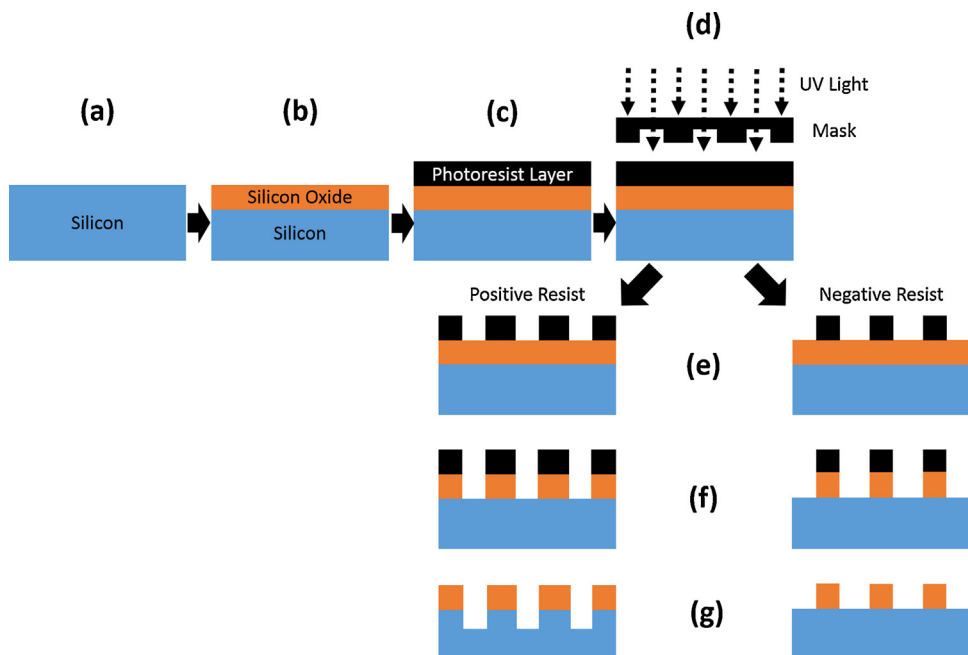 (d)
UV Light
(a)
(b)
(c)
Mask
Photoresist Layer
Silicon Oxide
Silicon
Silicon
Positive Resist
Negative Resist
(e)
(f)
(g)